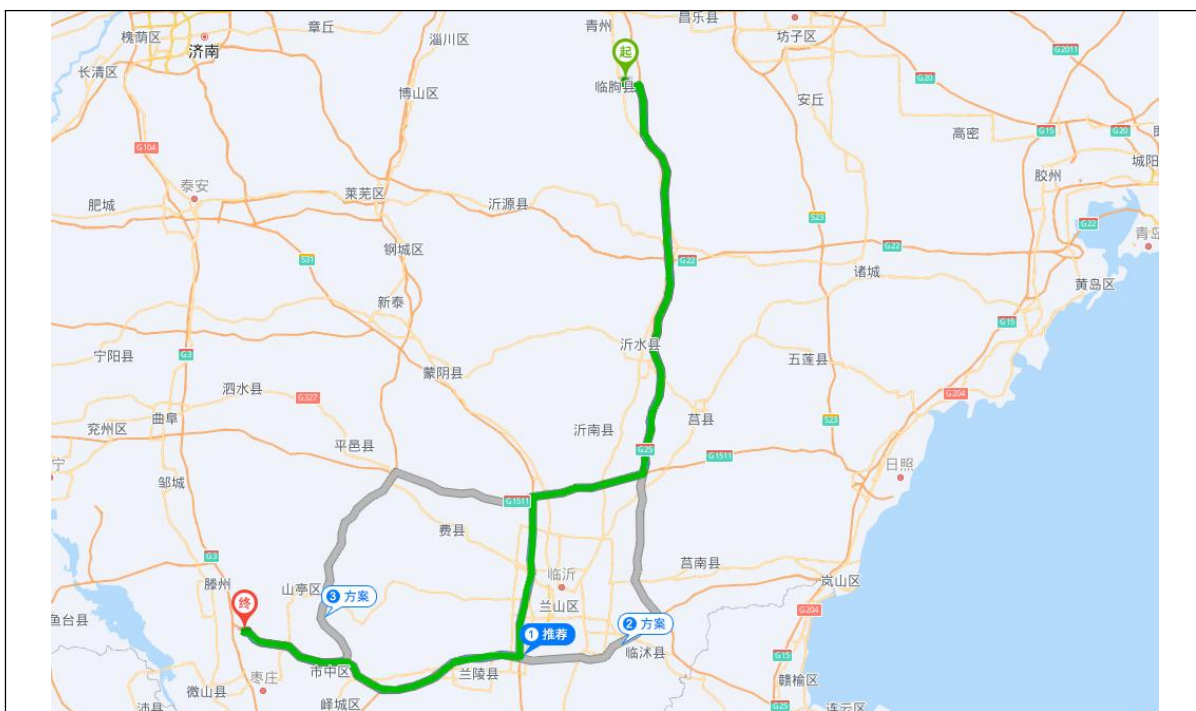 槐荫区
章丘
淄川区
青州
昌乐县
济南
起
坊子区
G2011
长清区
G20
临朐县
博山区
安丘
G15
G20
高密
G104
城阳
胶州
泰安
莱芜区
肥城
沂源县
S23
G22
青岛
钢城区
G22
S31
诸城
黄岛区
新泰
G15
沂水县
宁阳县
G3
五莲县
蒙阴县
泗水县
G327
G204
曲阜
莒县
S23
兖州区
沂南县
平邑县
G25
G1511
宁
日照
邹城
G1511
费县
G3
莒南县
滕州
临沂
岚山区
山亭区
3 方案
终
兰山区
G204
鱼台县
2 方案
1 推荐
临沭县
G15
市中区
兰陵县
枣庄
赣榆区
微山县
峄城区
G25
沛县
连云区